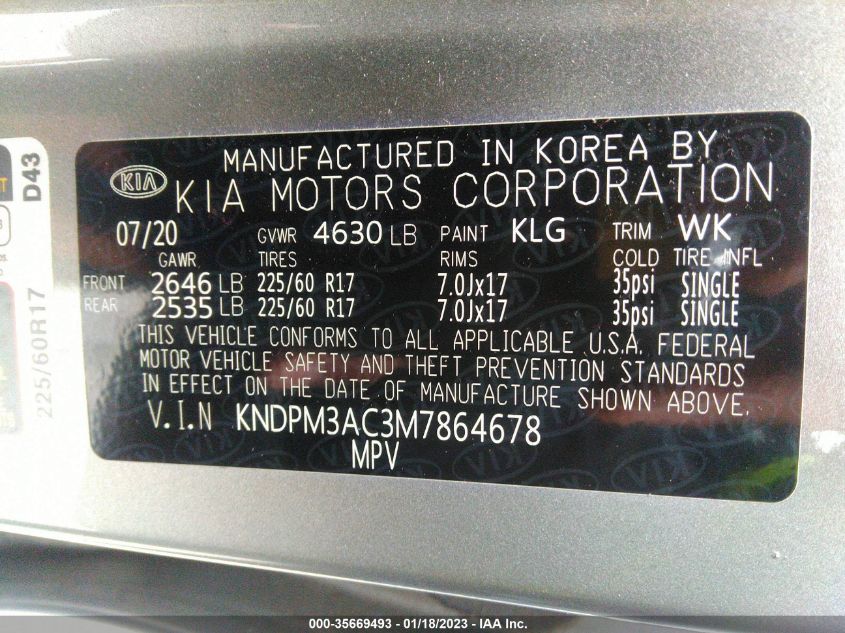 KIA
MANUFACTURED IN KOREA BY
KIA MOTORS CORPORATION
07/20 GVWR 4630 LB PAINT KLG TRIM WK
GAWR TIRES RIMS COLD TIRE INFL
FRONT 2646 LB 225/60 R17 7.0Jx17 35psi SINGLE
REAR 2535 LB 225/60 R17 7.0Jx17 35psi SINGLE
THIS VEHICLE CONFORMS TO ALL APPLICABLE U.S.A. FEDERAL
MOTOR VEHICLE SAFETY AND THEFT PREVENTION STANDARDS
IN EFFECT ON THE DATE OF MANUFACTURE SHOWN ABOVE.
V.I.N KNDPM3AC3M7864678
MPV
D43
225/60R17
000-35669493 - 01/18/2023 - IAA Inc.